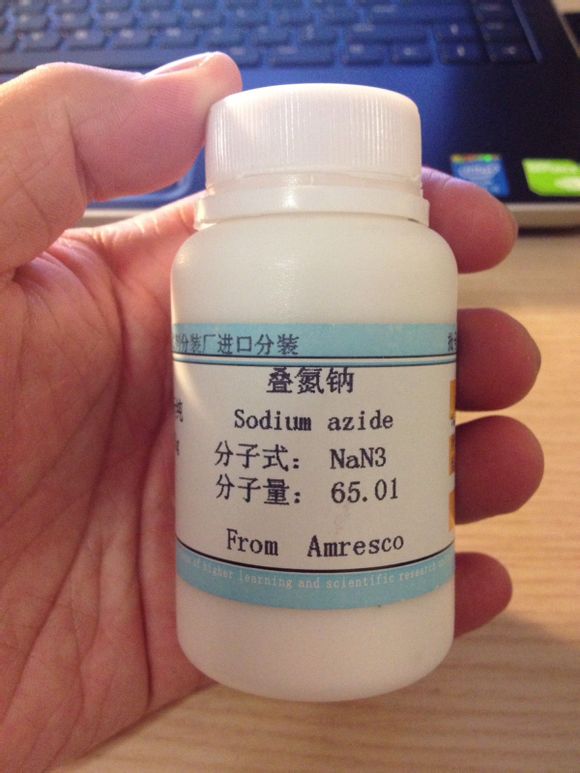 分装厂进口分装
叠氮钠
Sodium azide
分子式： NaN3
分子量： 65.01
From Amresco
of higher learning and scientific research